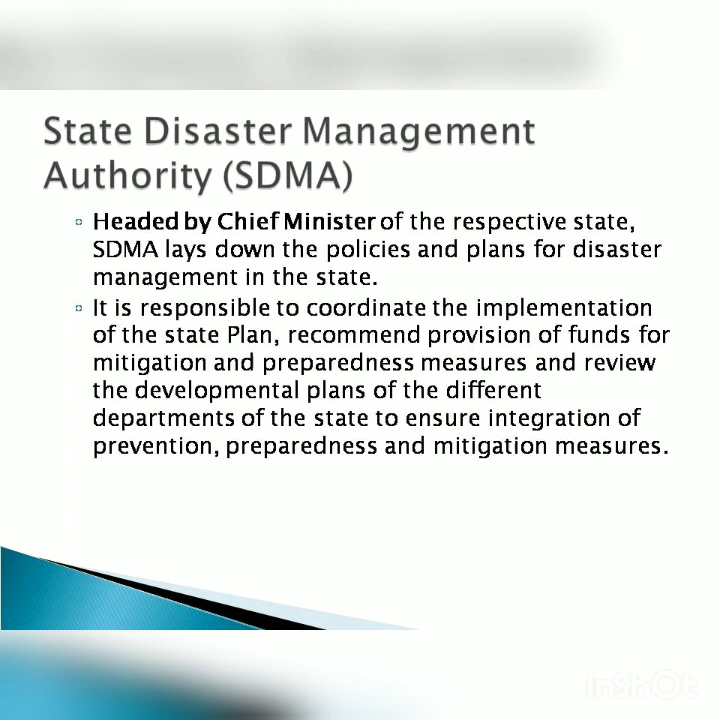 State Disaster Management
Authority (SDMA)
Headed by Chief Minister of the respective state,
SDMA lays down the policies and plans for disaster
management in the state.
It is responsible to coordinate the implementation
of the state Plan, recommend provision of funds for
mitigation and preparedness measures and review
the developmental plans of the different
departments of the state to ensure integration of
prevention, preparedness and mitigation measures.
InShOt